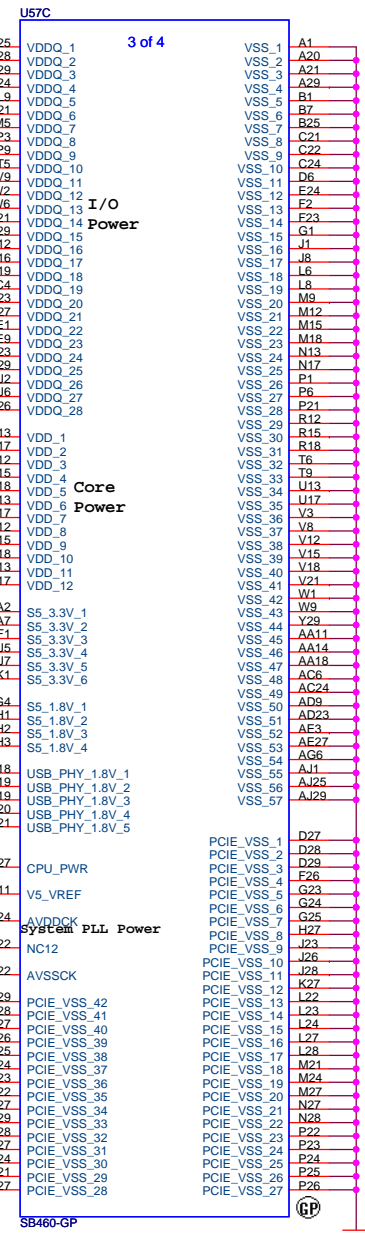 U57C
3 of 4
VDDQ_1
VDDQ_2
VDDQ_3
VDDQ_4
VDDQ_5
VDDQ_6
VDDQ_7
VDDQ_8
VDDQ_9
VDDQ_10
VDDQ_11
VDDQ_12
VDDQ_13
VDDQ_14
VDDQ_15
VDDQ_16
VDDQ_17
VDDQ_18
VDDQ_19
VDDQ_20
VDDQ_21
VDDQ_22
VDDQ_23
VDDQ_24
VDDQ_25
VDDQ_26
VDDQ_27
VDDQ_28
I/O
Power
VDD_1
VDD_2
VDD_3
VDD_4
VDD_5
VDD_6
VDD_7
VDD_8
VDD_9
VDD_10
VDD_11
VDD_12
Core
Power
S5_3.3V_1
S5_3.3V_2
S5_3.3V_3
S5_3.3V_4
S5_3.3V_5
S5_3.3V_6
S5_1.8V_1
S5_1.8V_2
S5_1.8V_3
S5_1.8V_4
USB_PHY_1.8V_1
USB_PHY_1.8V_2
USB_PHY_1.8V_3
USB_PHY_1.8V_4
USB_PHY_1.8V_5
CPU_PWR
V5_VREF
AVDDCK
System PLL Power
NC12
AVSSCK
PCIE_VSS_42
PCIE_VSS_41
PCIE_VSS_40
PCIE_VSS_39
PCIE_VSS_38
PCIE_VSS_37
PCIE_VSS_36
PCIE_VSS_35
PCIE_VSS_34
PCIE_VSS_33
PCIE_VSS_32
PCIE_VSS_31
PCIE_VSS_30
PCIE_VSS_29
PCIE_VSS_28
VSS_1 A1
VSS_2 A20
VSS_3 A21
VSS_4 A29
VSS_5 B1
VSS_6 B7
VSS_7 B25
VSS_8 C21
VSS_9 C22
VSS_10 C24
VSS_11 D6
VSS_12 E24
VSS_13 F2
VSS_14 F23
VSS_15 G1
VSS_16 J1
VSS_17 J8
VSS_18 L6
VSS_19 L8
VSS_20 M9
VSS_21 M12
VSS_22 M15
VSS_23 M18
VSS_24 N13
VSS_25 N17
VSS_26 P1
VSS_27 P6
VSS_28 P21
VSS_29 R12
VSS_30 R15
VSS_31 R18
VSS_32 T6
VSS_33 T9
VSS_34 U13
VSS_35 U17
VSS_36 V3
VSS_37 V8
VSS_38 V12
VSS_39 V15
VSS_40 V18
VSS_41 V21
VSS_42 W1
VSS_43 W9
VSS_44 Y29
VSS_45 AA11
VSS_46 AA14
VSS_47 AA18
VSS_48 AC6
VSS_49 AC24
VSS_50 AD9
VSS_51 AD23
VSS_52 AE3
VSS_53 AE27
VSS_54 AG6
VSS_55 AJ1
VSS_56 AJ25
VSS_57 AJ29
PCIE_VSS_1 D27
PCIE_VSS_2 D28
PCIE_VSS_3 D29
PCIE_VSS_4 F26
PCIE_VSS_5 G23
PCIE_VSS_6 G24
PCIE_VSS_7 G25
PCIE_VSS_8 H27
PCIE_VSS_9 J23
PCIE_VSS_10 J26
PCIE_VSS_11 J28
PCIE_VSS_12 K27
PCIE_VSS_13 L22
PCIE_VSS_14 L23
PCIE_VSS_15 L24
PCIE_VSS_16 L27
PCIE_VSS_17 L28
PCIE_VSS_18 M21
PCIE_VSS_19 M24
PCIE_VSS_20 M27
PCIE_VSS_21 N27
PCIE_VSS_22 N28
PCIE_VSS_23 P22
PCIE_VSS_24 P23
PCIE_VSS_25 P24
PCIE_VSS_26 P25
PCIE_VSS_27 P26
GP
SB460-GP